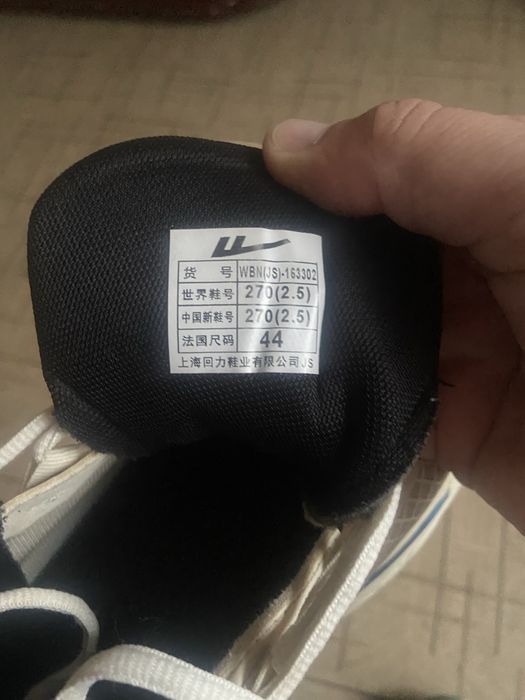 货号 WBN(JS)-163302
世界鞋号 270(2.5)
中国新鞋号 270(2.5)
法国尺码 44
上海回力鞋业有限公司JS